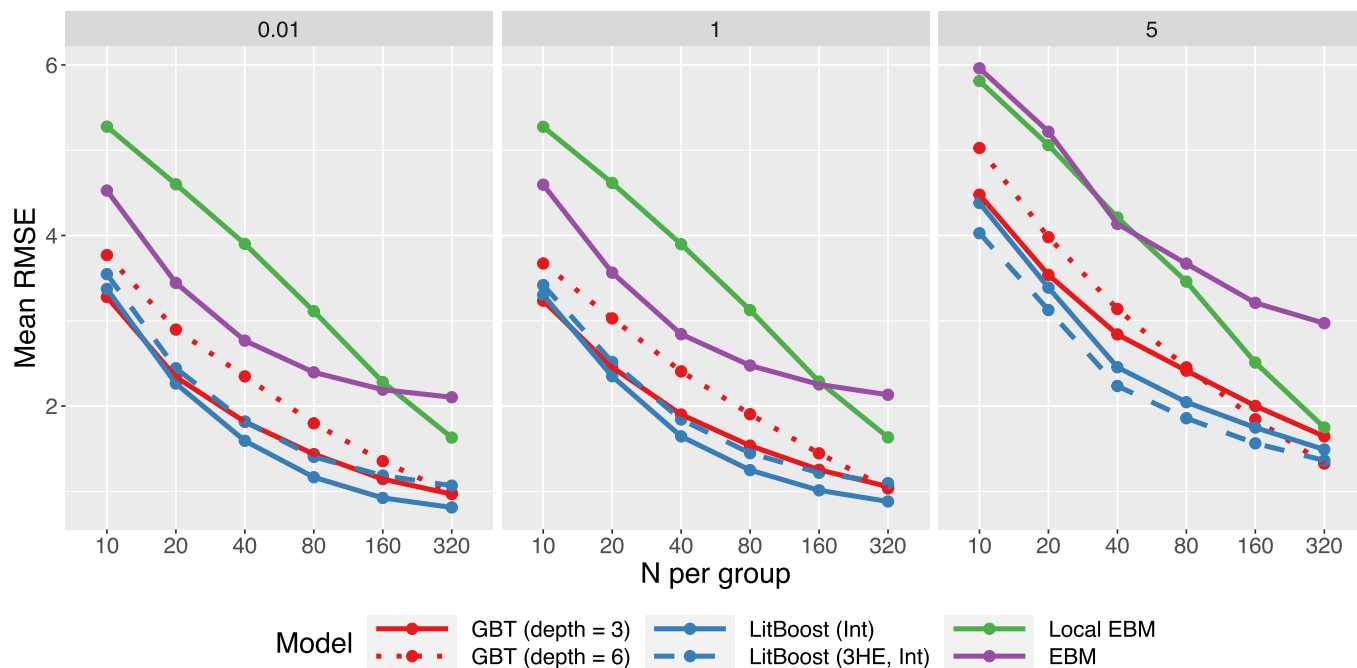 0.01 1 5
Mean RMSE
6
4
2
10 20 40 80 160 320 10 20 40 80 160 320 10 20 40 80 160 320
N per group
Model
GBT (depth = 3) LitBoost (Int) Local EBM
GBT (depth = 6) LitBoost (3HE, Int) EBM